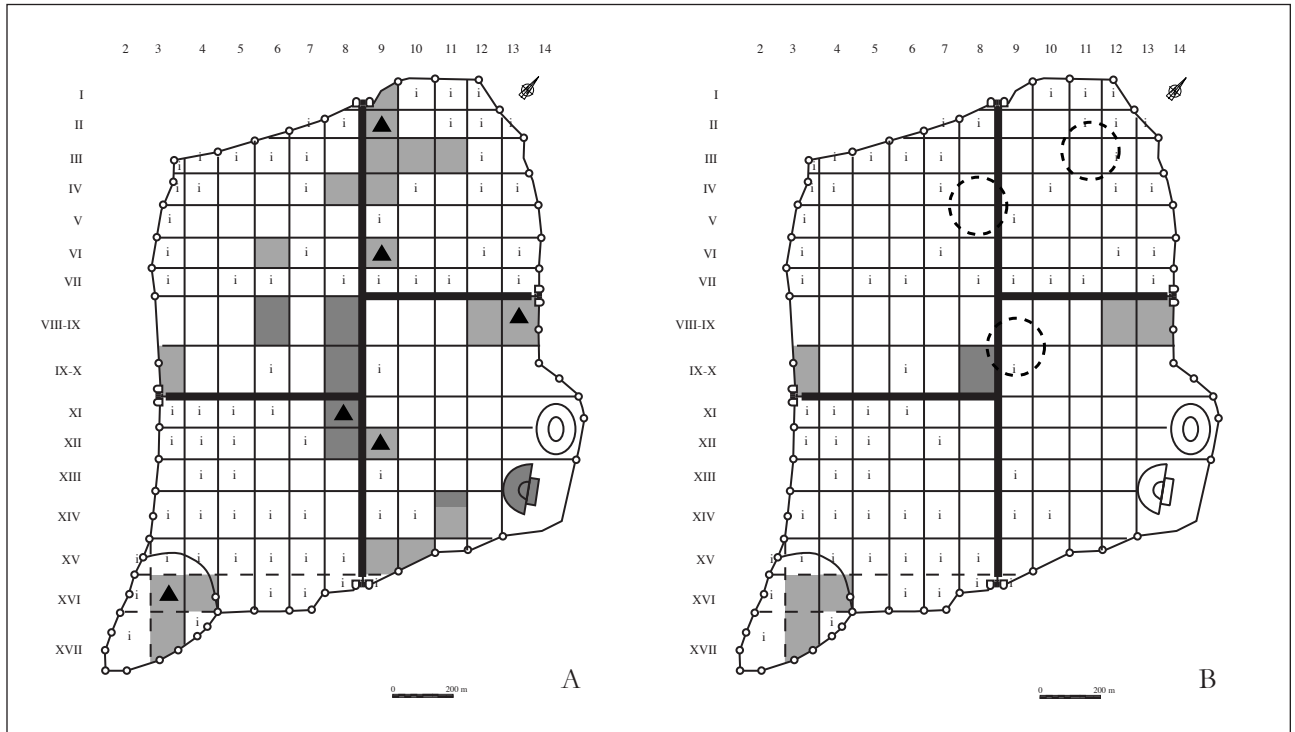 2 3 4 5 6 7 8 9 10 11 12 13 14
I i i i
II i i i i i
III i i i i i i
IV i i i i i i
V i i
VI i i i i
VII i i i i i i i i
VIII-IX
IX-X i i
XI i i i i
XII i i i i
XIII i i i
XIV i i i i i i i
XV i i i i i i i
XVI i i i i i
XVII i i
0 200 m
A
2 3 4 5 6 7 8 9 10 11 12 13 14
I i i i
II i i i i i
III i i i i i i
IV i i i i i i
V i i
VI i i i i
VII i i i i i i i i
VIII-IX
IX-X i i
XI i i i i
XII i i i i
XIII i i i
XIV i i i i i i i
XV i i i i i i i
XVI i i i i i
XVII i i
0 200 m
B